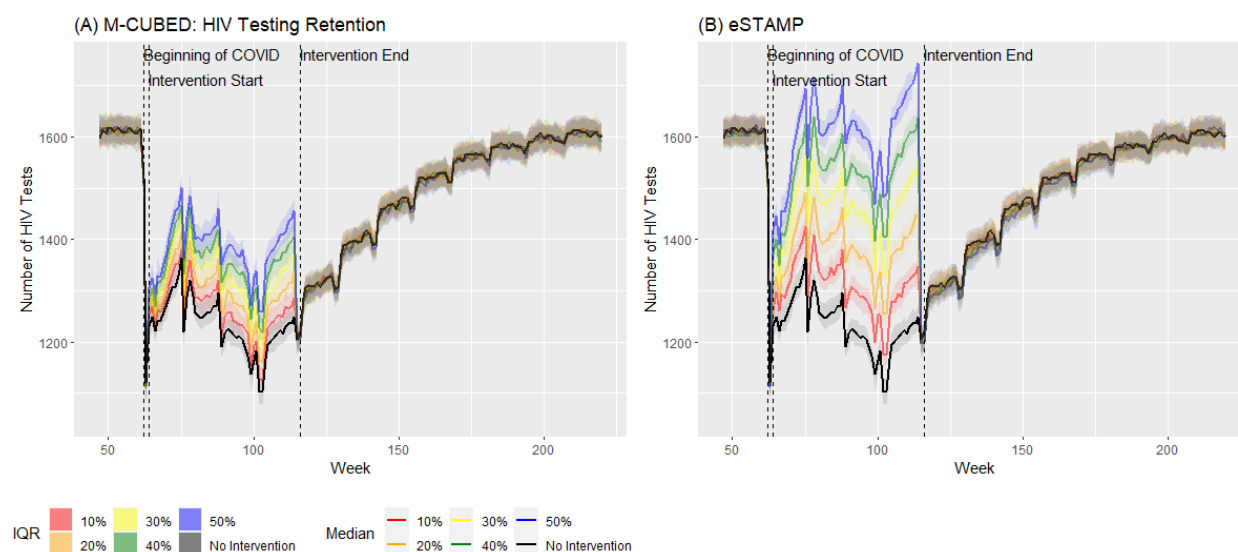 (A) M-CUBED: HIV Testing Retention
Beginning of COVID
Intervention End
Intervention Start
1600
1400
1200
Number of HIV Tests
50
100
150
200
Week
(B) eSTAMP
Beginning of COVID
Intervention End
Intervention Start
1600
1400
1200
Number of HIV Tests
50
100
150
200
Week
IQR
10%
30%
50%
20%
40%
No Intervention
Median
10%
30%
50%
20%
40%
No Intervention